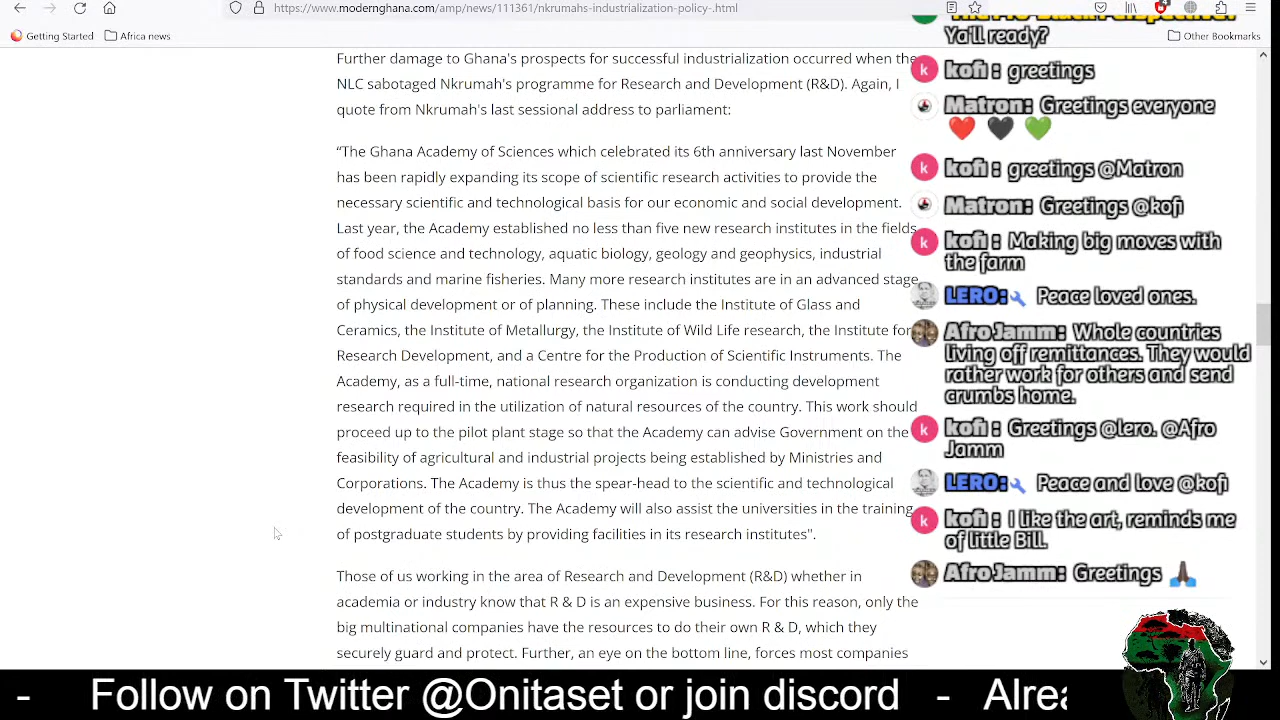 https://www.modernghana.com/amp/news/111361/nkrumahs-industrialization-policy-.html
Getting Started
Africa news
Other Bookmarks
Further damage to Ghana's prospects for successful industrialization occurred when the
NLC sabotaged Nkrumah's programme for Research and Development (R&D). Again, I
quote from Nkrumah's last sessional address to parliament:
“The Ghana Academy of Sciences which celebrated its 6th anniversary last November
has been rapidly expanding its scope of scientific research activities to provide the
necessary scientific and technological basis for our economic and social development.
Last year, the Academy established no less than five new research institutes in the fields
of food science and technology, aquatic biology, geology and geophysics, industrial
standards and marine fisheries. Many more research institutes are in an advanced stage
of physical development or of planning. These include the Institute of Glass and
Ceramics, the Institute of Metallurgy, the Institute of Wild Life research, the Institute for
Research Development, and a Centre for the Production of Scientific Instruments. The
Academy, as a full-time, national research organization is conducting development
research required in the utilization of natural resources of the country. This work should
proceed up to the pilot plant stage so that the Academy can advise Government on the
feasibility of agricultural and industrial projects being established by Ministries and
Corporations. The Academy is thus the spear-head to the scientific and technological
development of the country. The Academy will also assist the universities in the training
of postgraduate students by providing facilities in its research institutes".
Those of us working in the area of Research and Development (R&D) whether in
academia or industry know that R & D is an expensive business. For this reason, only the
big multinational companies have the resources to do their own R & D, which they
securely guard and protect. Further, an eye on the bottom line, forces most companies
Ya'll ready?
k kofi : greetings
Matron: Greetings everyone
❤️ 🖤 💚
k kofi : greetings @Matron
Matron: Greetings @kofi
k kofi : Making big moves with
the farm
LERO: Peace loved ones.
Afro Jamm: Whole countries
living off remittances. They would
rather work for others and send
crumbs home.
k kofi : Greetings @lero. @Afro
Jamm
LERO: Peace and love @kofi
k kofi : I like the art, reminds me
of little Bill.
Afro Jamm: Greetings 🙏🏿
- Follow on Twitter @Onitaset or join discord -